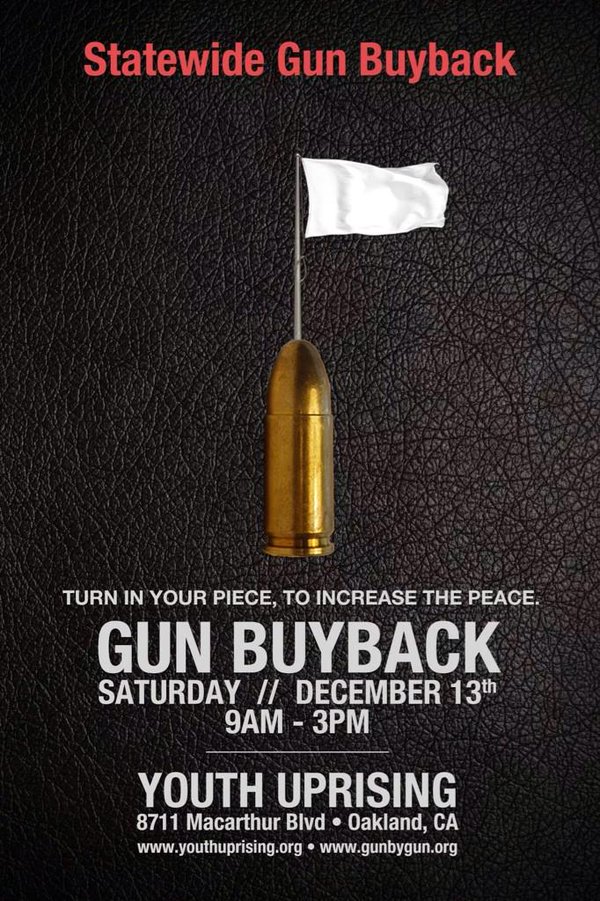 Statewide Gun Buyback
TURN IN YOUR PIECE, TO INCREASE THE PEACE.
GUN BUYBACK
SATURDAY // DECEMBER 13th
9AM - 3PM
YOUTH UPRISING
8711 Macarthur Blvd • Oakland, CA
www.youthuprising.org • www.gunbygun.org